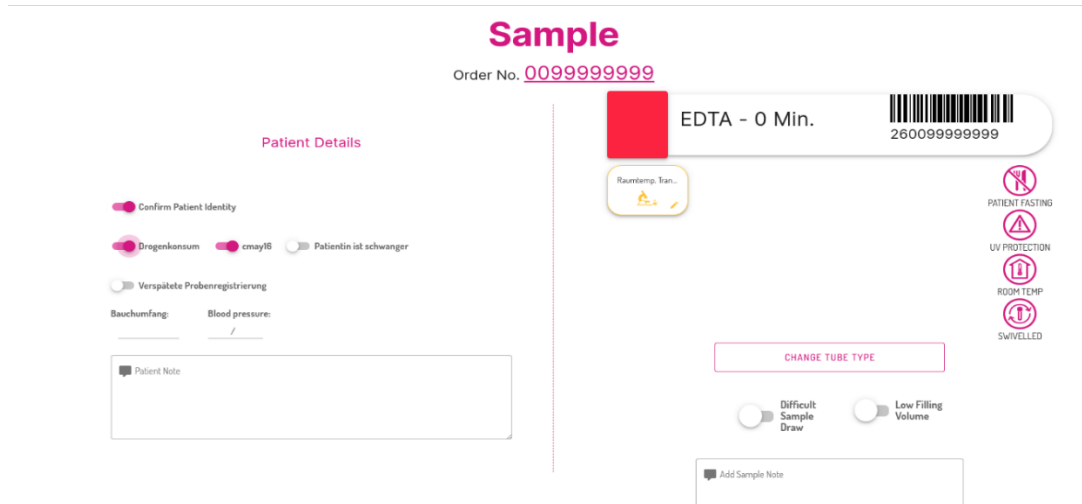 Sample
Order No. 0099999999
Patient Details
Confirm Patient Identity
Drogenkonsum cmay16 Patientin ist schwanger
Verspätete Probenregistrierung
Bauchumfang: Blood pressure:
/
Patient Note
EDTA - 0 Min.
260099999999
Raumtemp. Tran...
PATIENT FASTING
UV PROTECTION
ROOM TEMP
SWIVELLED
CHANGE TUBE TYPE
Difficult
Sample
Draw
Low Filling
Volume
Add Sample Note